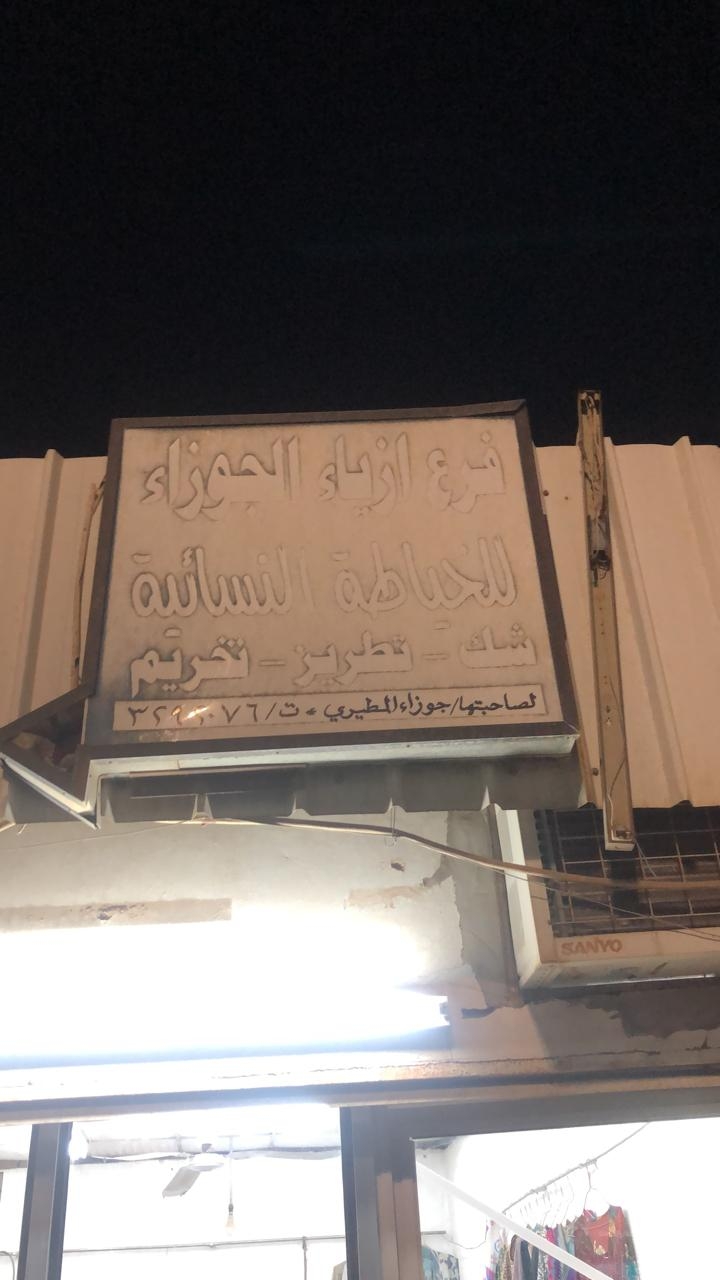 فرع ازياء الجوزاء
للخياطة النسائية
شك - تطريز - تخريم
لصاحبتها/جوزاء المطيري * ت/
SANYO